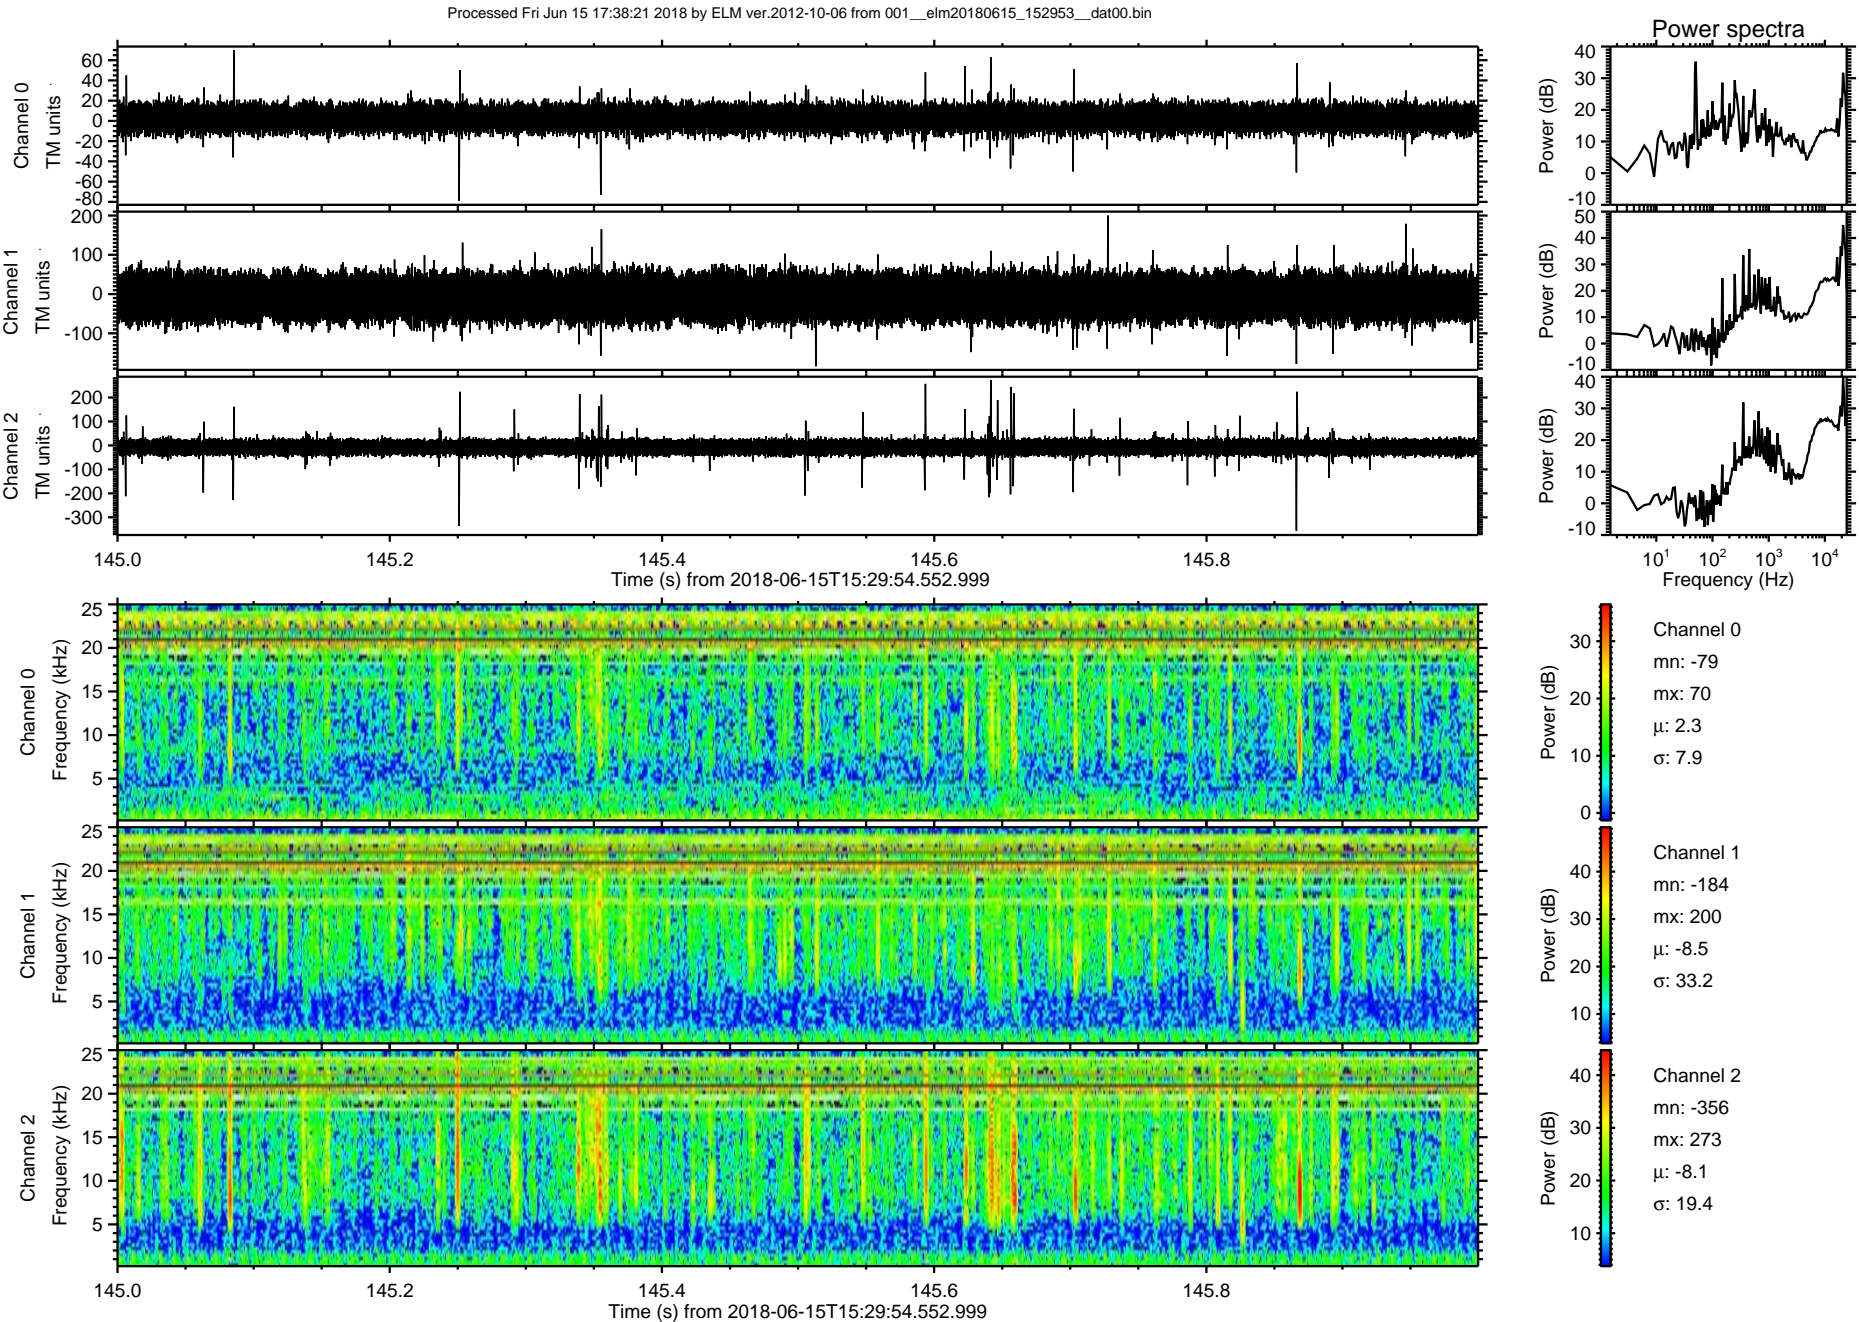 Processed Fri Jun 15 17:38:21 2018 by ELM ver.2012-10-06 from 001__elm20180615_152953__dat00.bin
Power spectra
Channel 0
TM units
60
40
20
0
-20
-40
-60
-80
Power (dB)
40
30
20
10
0
-10
Channel 1
TM units
200
100
0
-100
Power (dB)
50
40
30
20
10
0
-10
Channel 2
TM units
200
100
0
-100
-200
-300
Power (dB)
40
30
20
10
0
-10
145.0 145.2 145.4 145.6 145.8
Time (s) from 2018-06-15T15:29:54.552.999
10^1 10^2 10^3 10^4
Frequency (Hz)
Channel 0
Frequency (kHz)
25
20
15
10
5
Power (dB)
30
20
10
0
Channel 0
mn: -79
mx: 70
μ: 2.3
σ: 7.9
Channel 1
Frequency (kHz)
25
20
15
10
5
Power (dB)
40
30
20
10
Channel 1
mn: -184
mx: 200
μ: -8.5
σ: 33.2
Channel 2
Frequency (kHz)
25
20
15
10
5
Power (dB)
40
30
20
10
Channel 2
mn: -356
mx: 273
μ: -8.1
σ: 19.4
145.0 145.2 145.4 145.6 145.8
Time (s) from 2018-06-15T15:29:54.552.999